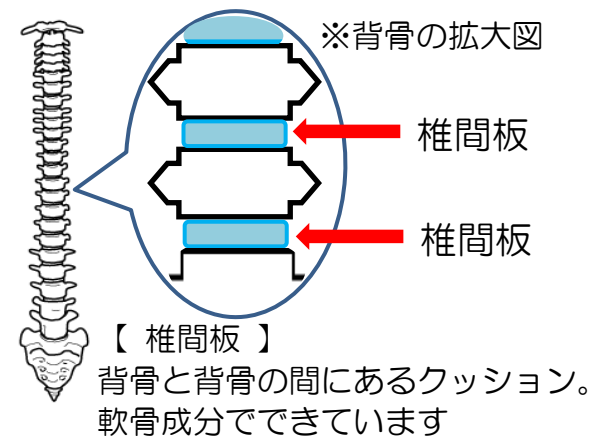 ※背骨の拡大図
椎間板
椎間板
【 椎間板 】
背骨と背骨の間にあるクッション。
軟骨成分でできています